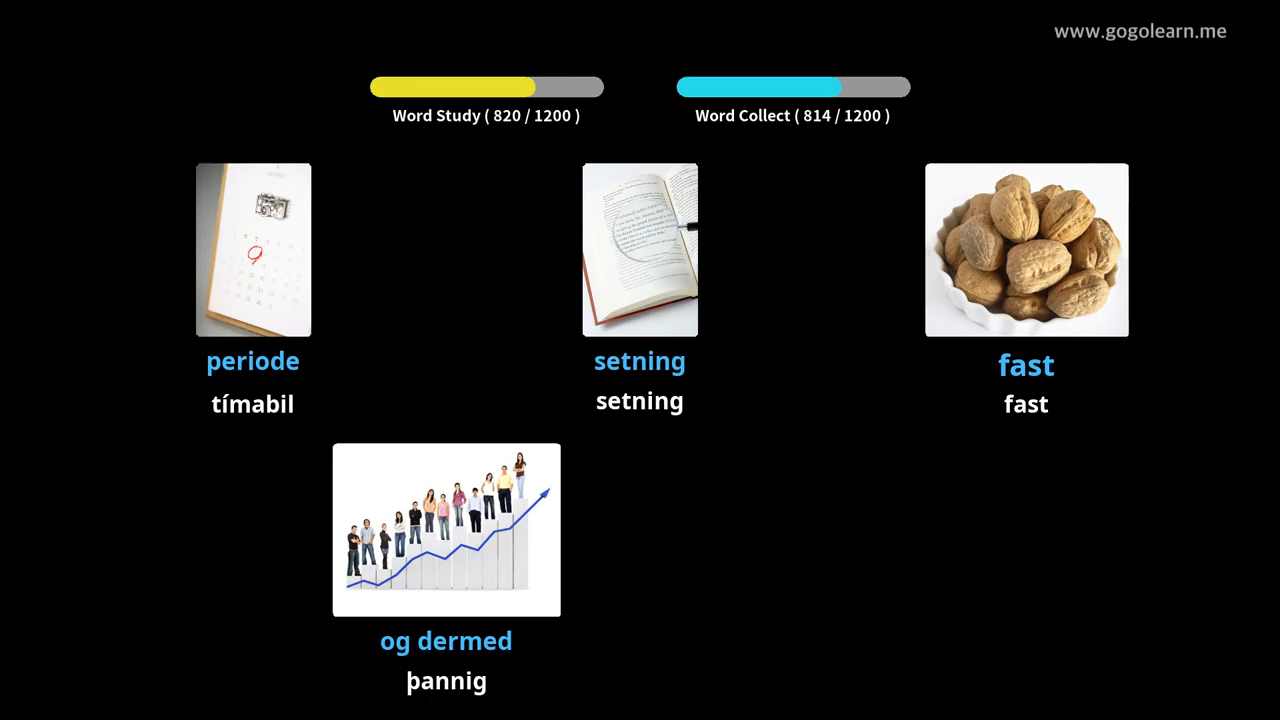 www.gogolearn.me
Word Study ( 820 / 1200 )
Word Collect ( 814 / 1200 )
periode
tímabil
setning
setning
fast
fast
og dermed
þannig